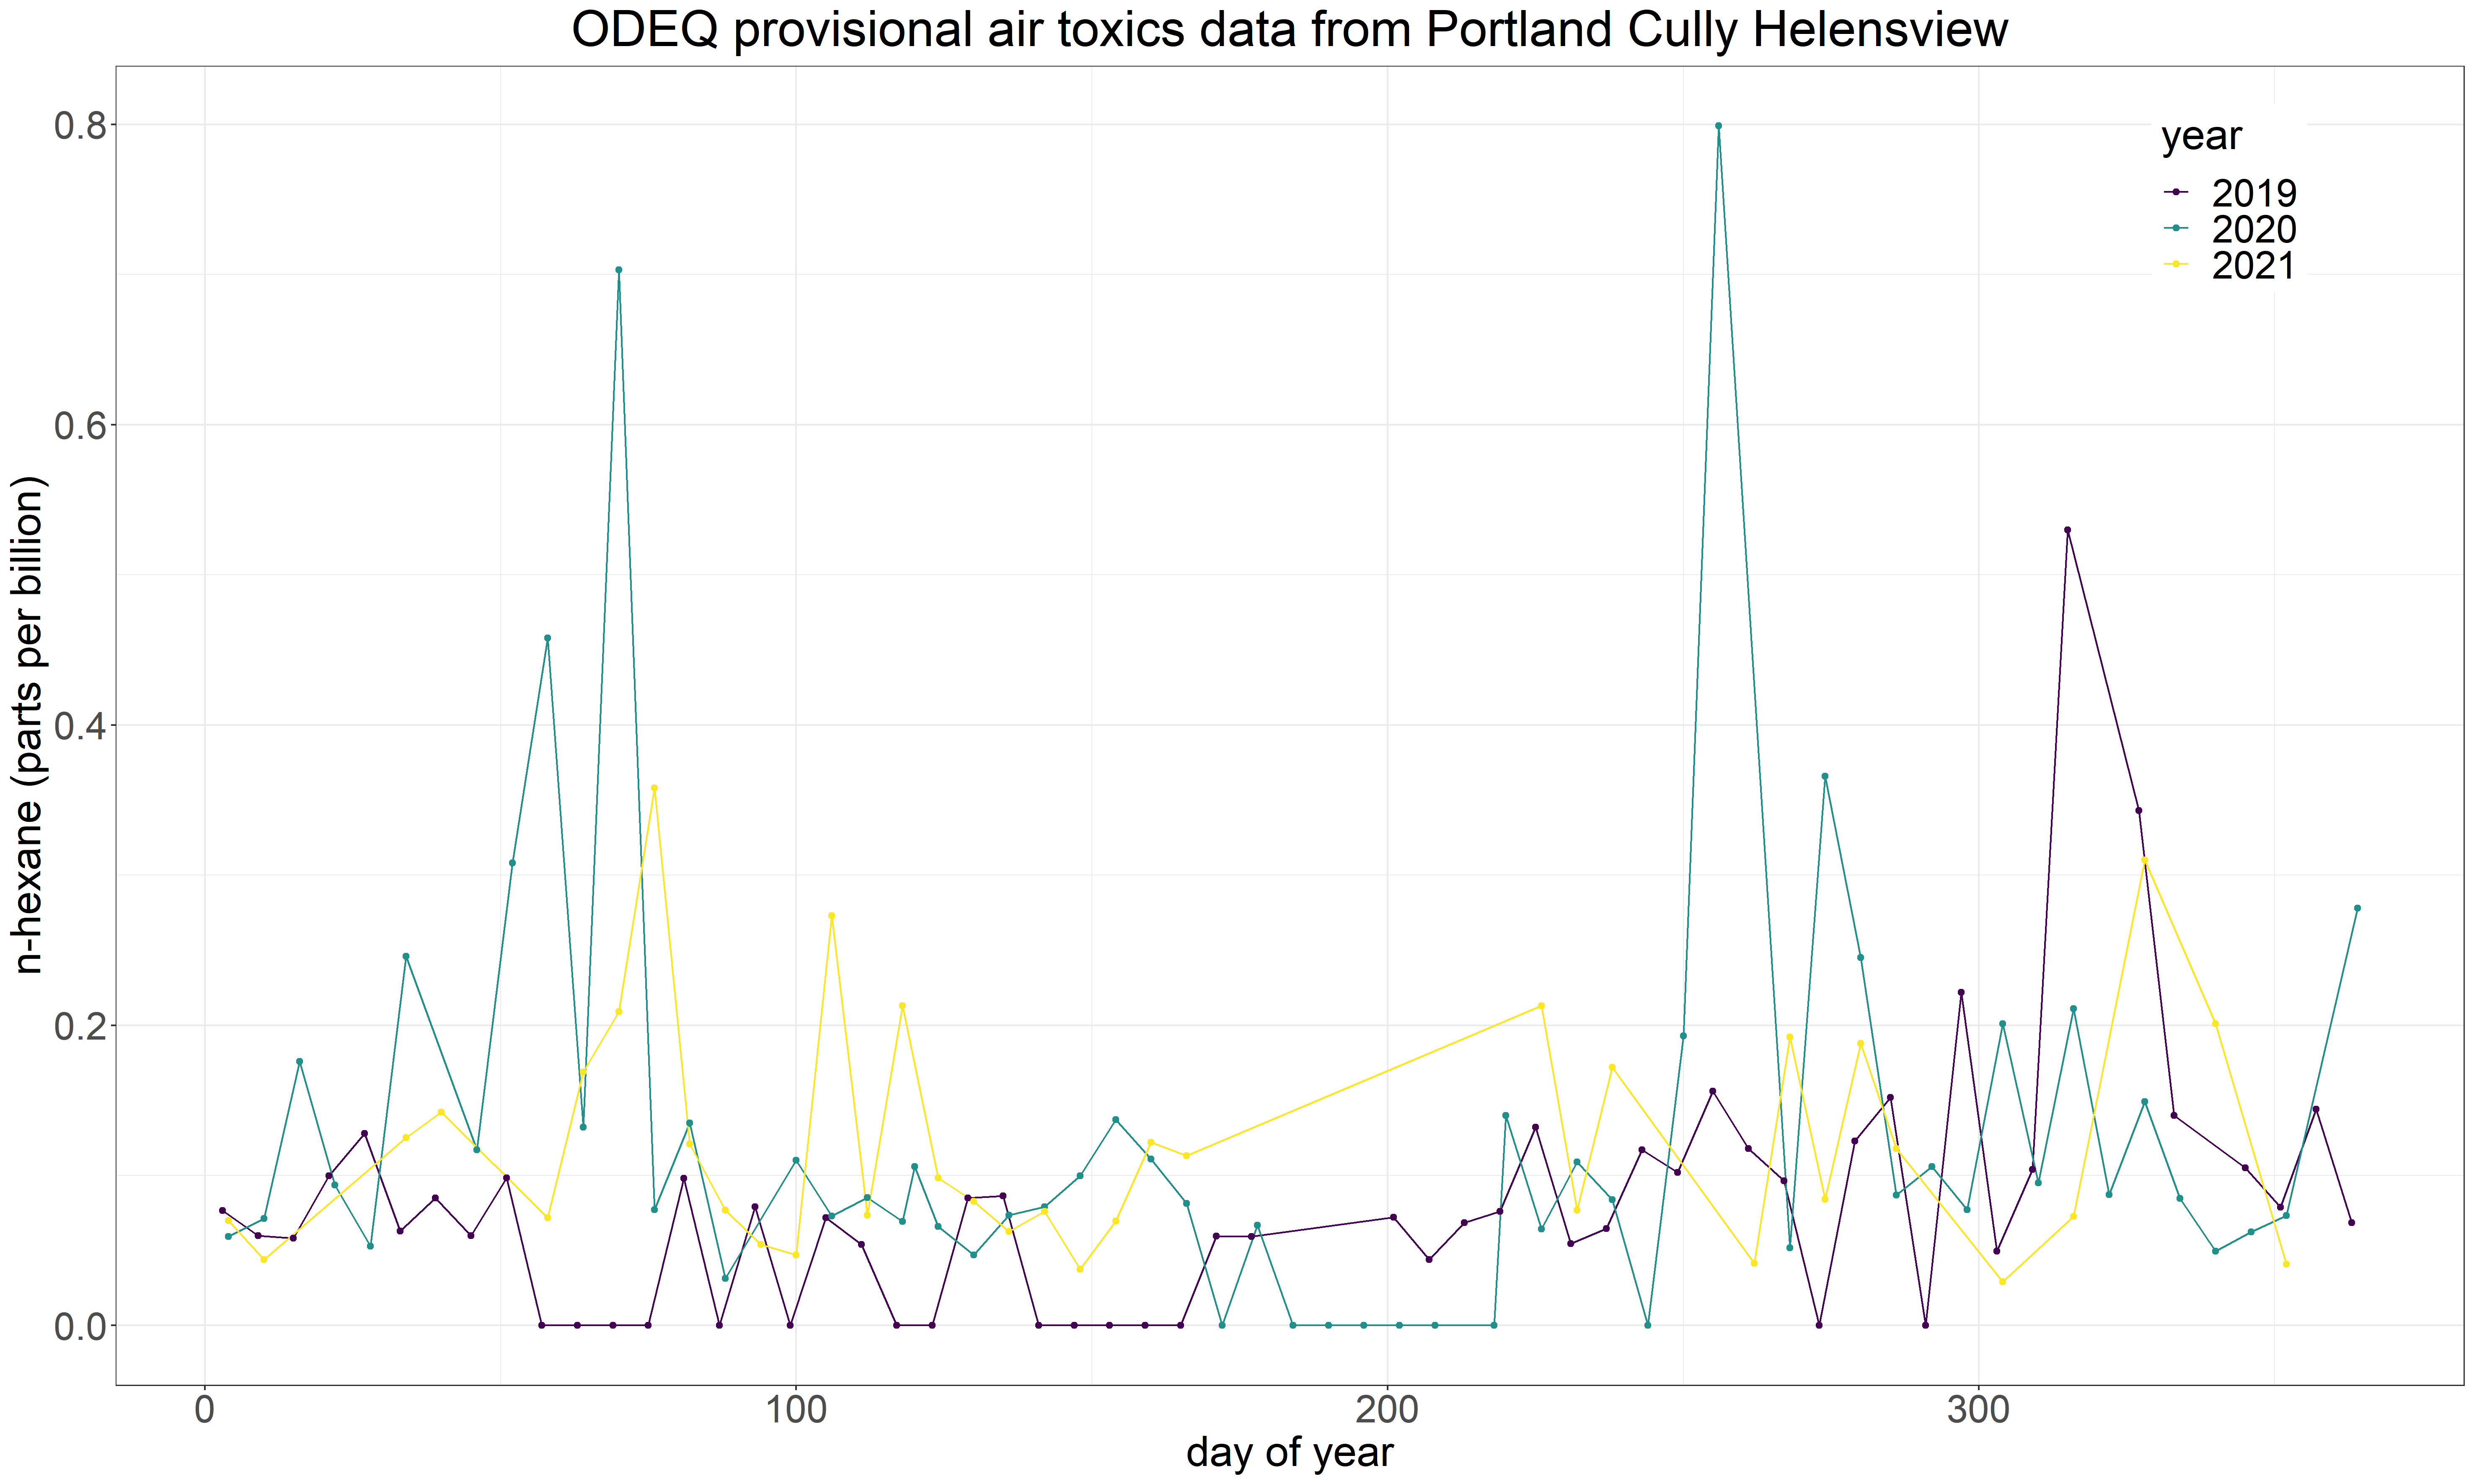 ODEQ provisional air toxics data from Portland Cully Helensview
n-hexane (parts per billion)
0.8
0.6
0.4
0.2
0.0
year
2019
2020
2021
0 100 200 300
day of year